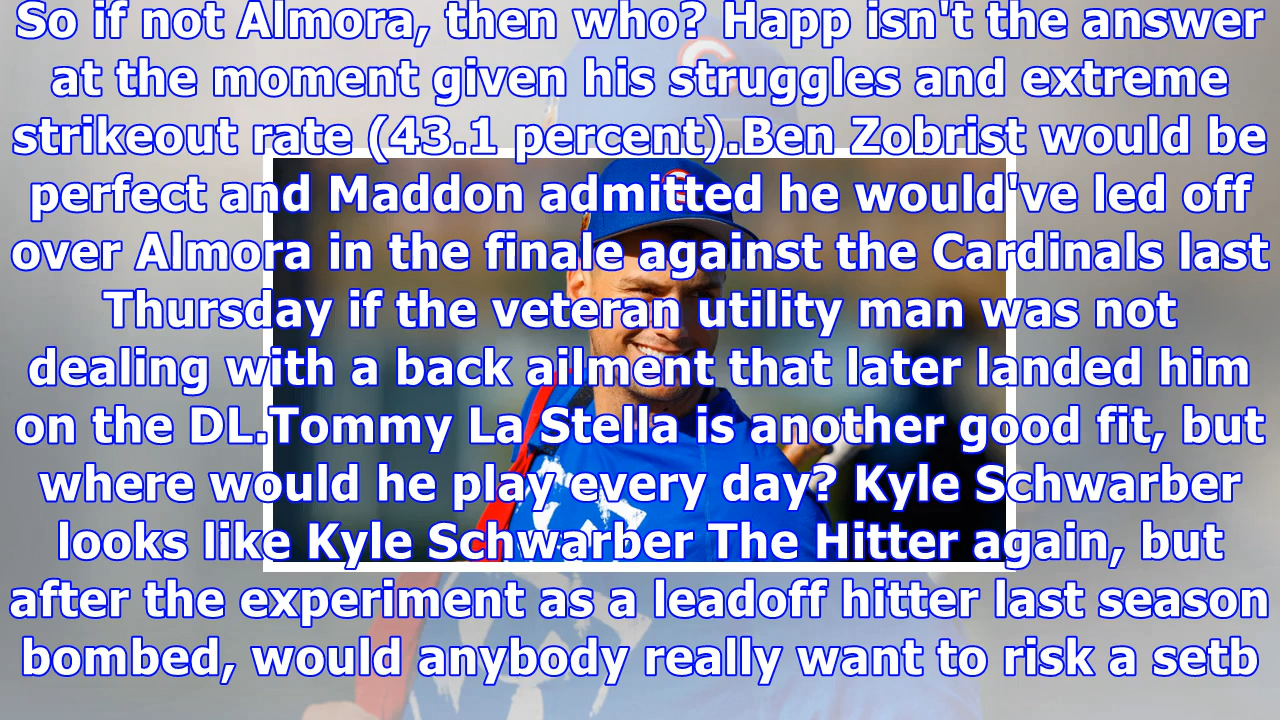 So if not Almora, then who? Happ isn't the answer
at the moment given his struggles and extreme
strikeout rate (43.1 percent).Ben Zobrist would be
perfect and Maddon admitted he would've led off
over Almora in the finale against the Cardinals last
Thursday if the veteran utility man was not
dealing with a back ailment that later landed him
on the DL.Tommy La Stella is another good fit, but
where would he play every day? Kyle Schwarber
looks like Kyle Schwarber The Hitter again, but
after the experiment as a leadoff hitter last season
bombed, would anybody really want to risk a setb